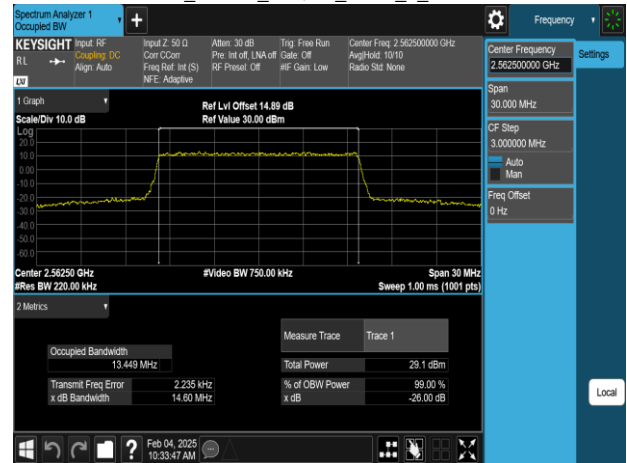 Spectrum Analyzer 1
Occupied BW
+
Frequency
KEYSIGHT
RL
LXI
Input: RF
Coupling: DC
Align: Auto
Input Z: 50 Ω
Corr CCorr
Freq Ref: Int (S)
NFE: Adaptive
Atten: 30 dB
Pre: Int off, LNA off
RF Presel: Off
Trig: Free Run
Gate: Off
#IF Gain: Low
Center Freq: 2.562500000 GHz
Avg|Hold: 10/10
Radio Std: None
Center Frequency
2.562500000 GHz
Settings
Span
30.000 MHz
CF Step
3.000000 MHz
Auto
Man
Freq Offset
0 Hz
1 Graph
Scale/Div 10.0 dB
Ref Lvl Offset 14.89 dB
Ref Value 30.00 dBm
Log
20.0
10.0
0.00
-10.0
-20.0
-30.0
-40.0
-50.0
-60.0
Center 2.56250 GHz
#Video BW 750.00 kHz
Span 30 MHz
#Res BW 220.00 kHz
Sweep 1.00 ms (1001 pts)
2 Metrics
Measure Trace Trace 1
Occupied Bandwidth
13.449 MHz
Total Power 29.1 dBm
Transmit Freq Error 2.235 kHz
% of OBW Power 99.00 %
x dB Bandwidth 14.60 MHz
x dB -26.00 dB
Local
?
Feb 04, 2025
10:33:47 AM